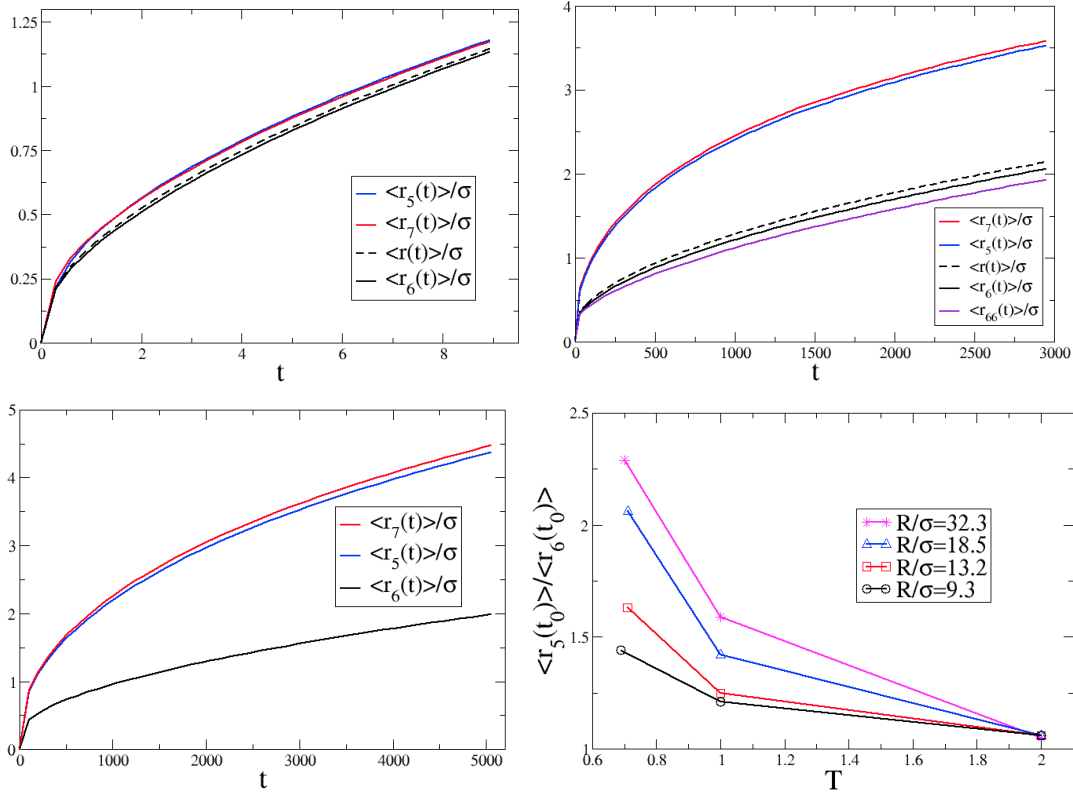 1.25
1
0.75
0.5
0.25
0
0 2 4 6 8
t
<r5(t)>/σ
<r7(t)>/σ
<r(t)>/σ
<r6(t)>/σ
4
3
2
1
0
0 500 1000 1500 2000 2500 3000
t
<r7(t)>/σ
<r5(t)>/σ
<r(t)>/σ
<r6(t)>/σ
<r66(t)>/σ
5
4
3
2
1
0
0 1000 2000 3000 4000 5000
t
<r7(t)>/σ
<r5(t)>/σ
<r6(t)>/σ
<r5(t0)>/<r6(t0)>
2.5
2
1.5
1
0.6 0.8 1 1.2 1.4 1.6 1.8 2
T
R/σ=32.3
R/σ=18.5
R/σ=13.2
R/σ=9.3